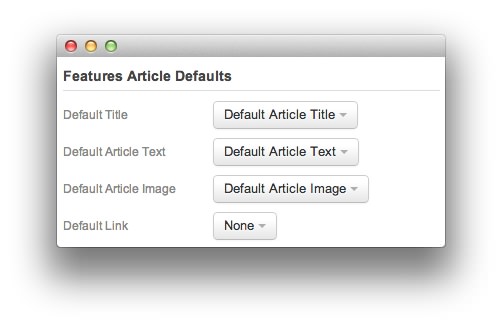 Features Article Defaults
Default Title Default Article Title
Default Article Text Default Article Text
Default Article Image Default Article Image
Default Link None